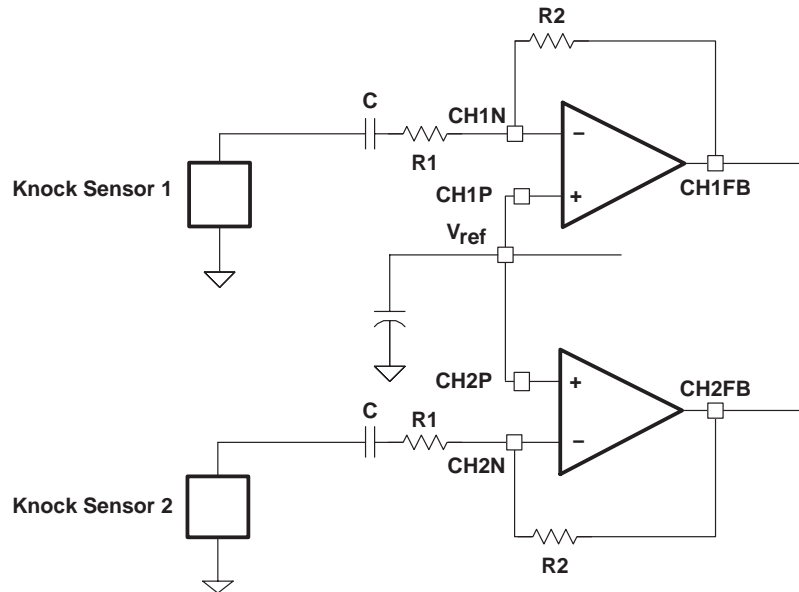 R2
C
CH1N
R1
−
Knock Sensor 1
CH1P
+
CH1FB
Vref
CH2P
+
CH2FB
C
R1
−
CH2N
Knock Sensor 2
R2